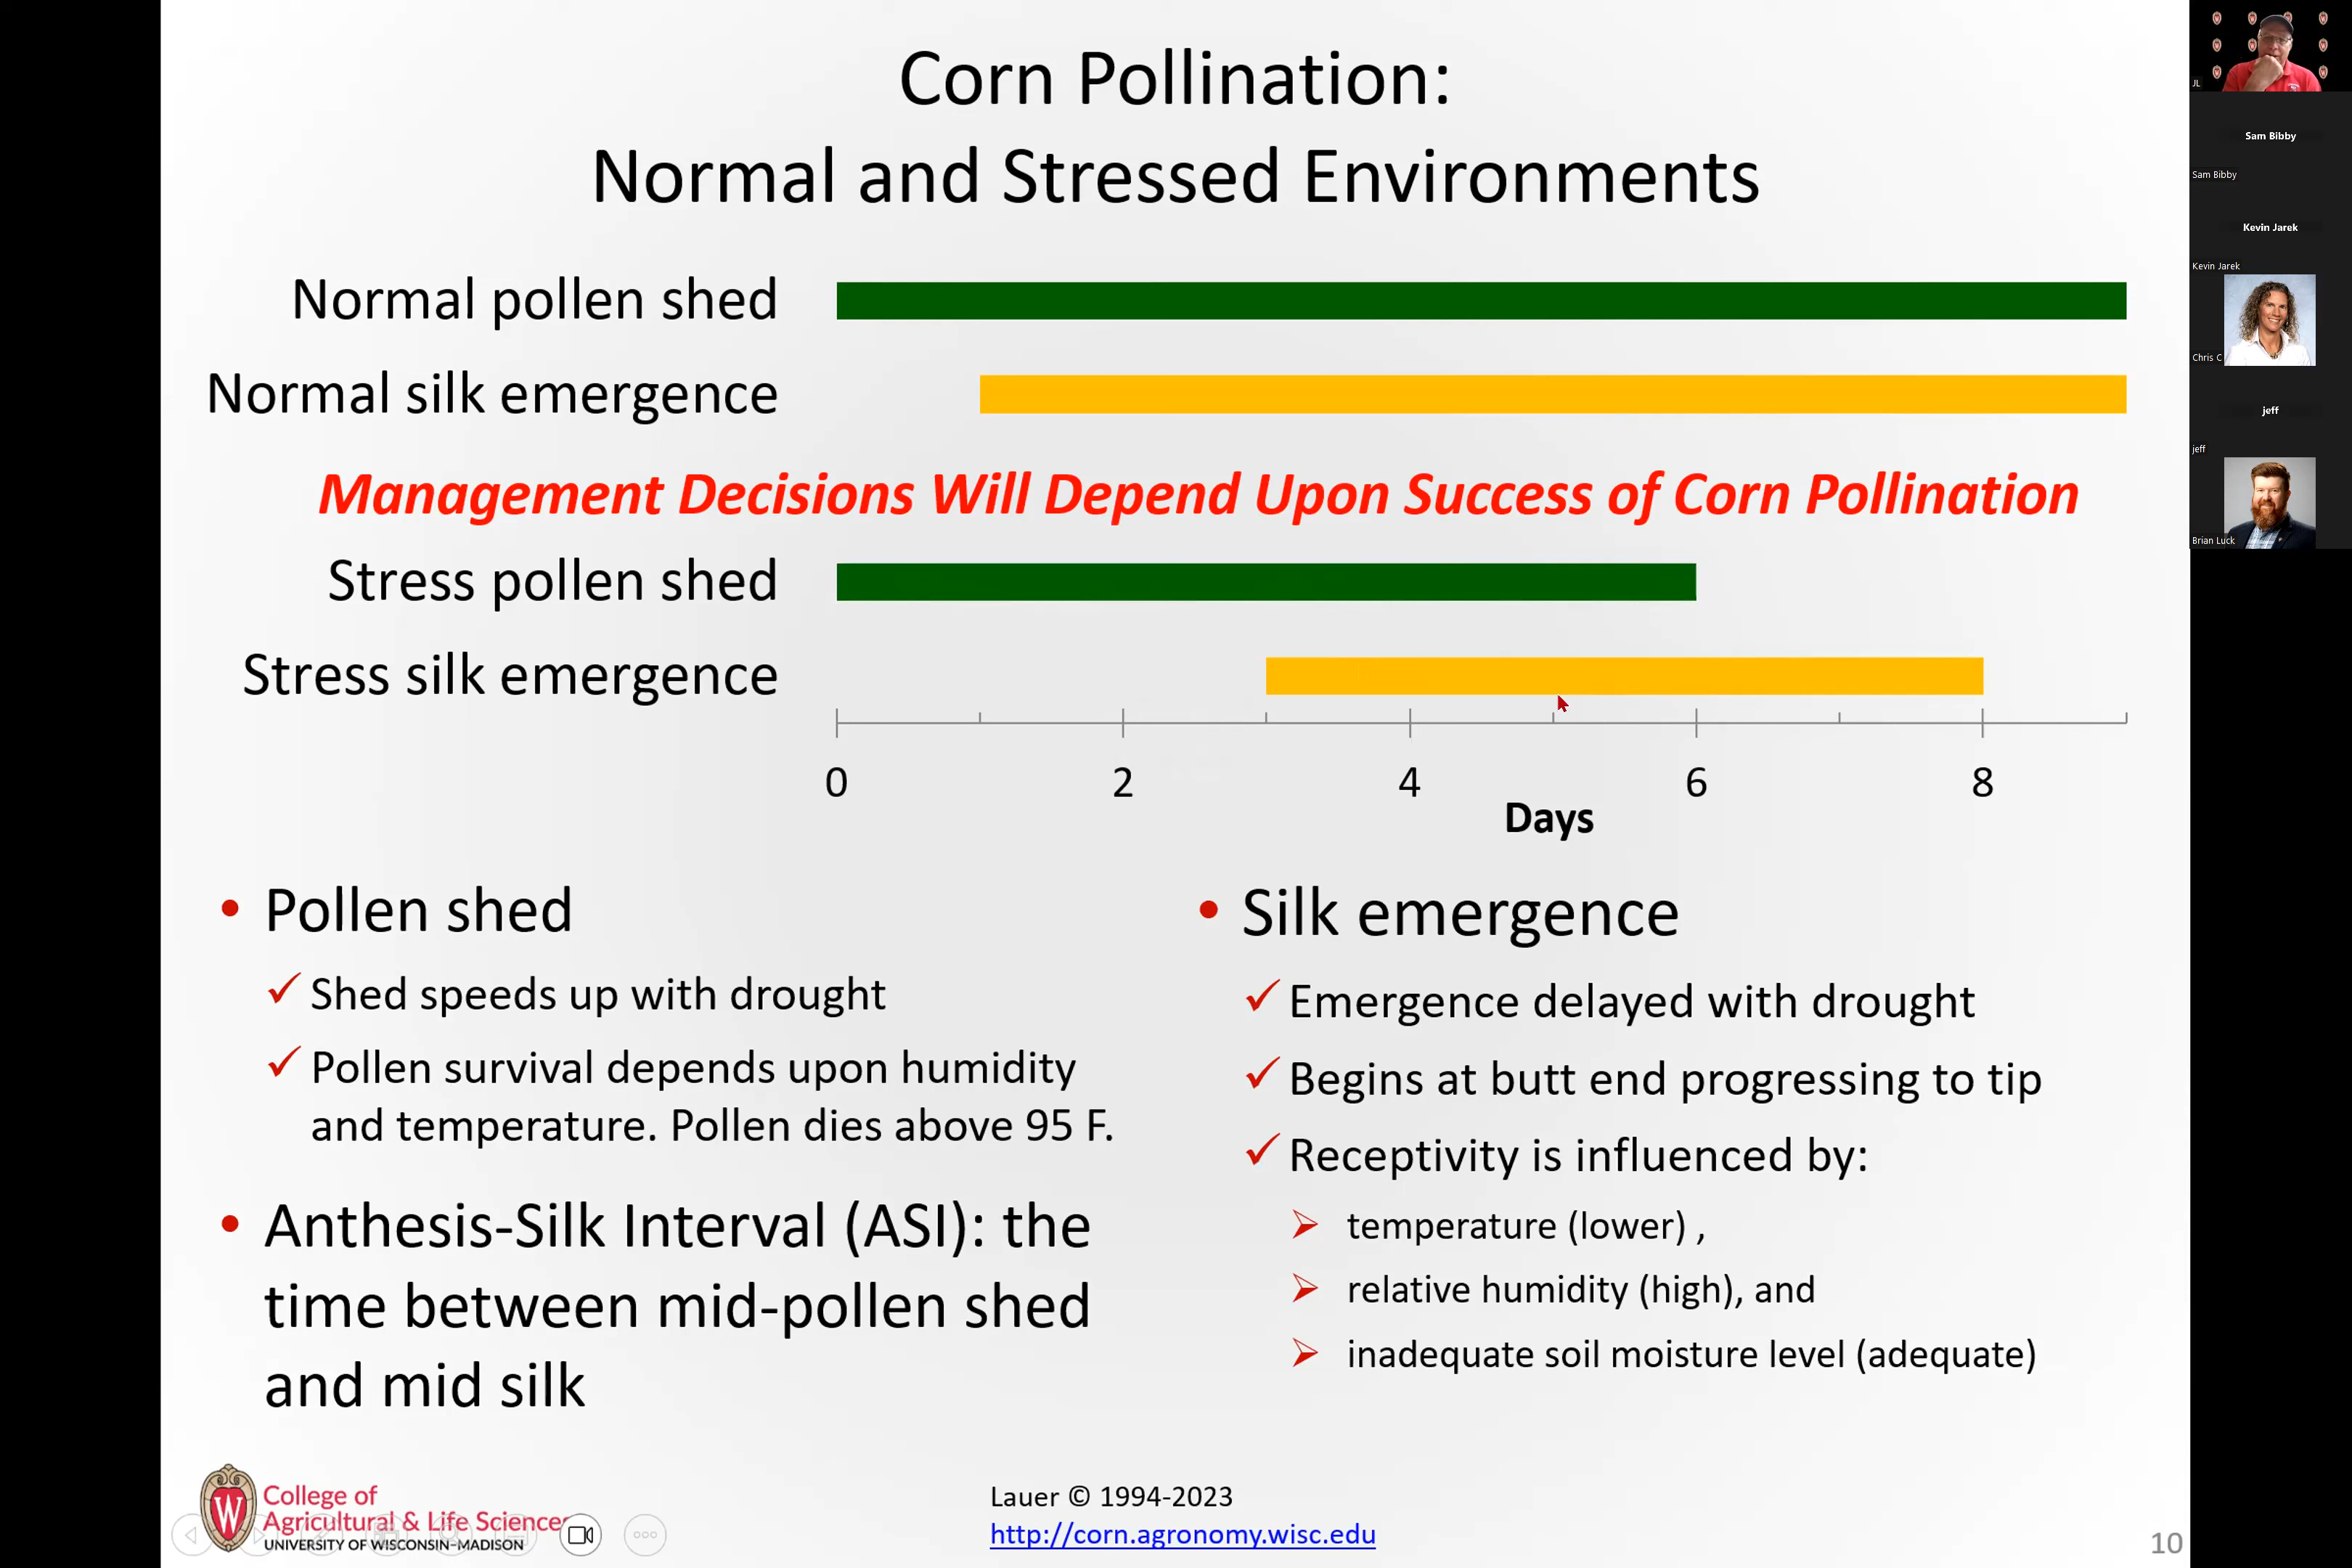 Corn Pollination:
Normal and Stressed Environments
Normal pollen shed
Normal silk emergence
Management Decisions Will Depend Upon Success of Corn Pollination
Stress pollen shed
Stress silk emergence
0 2 4 6 8
Days
• Pollen shed
✓ Shed speeds up with drought
✓ Pollen survival depends upon humidity
and temperature. Pollen dies above 95 F.
• Anthesis-Silk Interval (ASI): the
time between mid-pollen shed
and mid silk
• Silk emergence
✓ Emergence delayed with drought
✓ Begins at butt end progressing to tip
✓ Receptivity is influenced by:
➢ temperature (lower) ,
➢ relative humidity (high), and
➢ inadequate soil moisture level (adequate)
W
College of
Agricultural & Life Sciences
UNIVERSITY OF WISCONSIN-MADISON
Lauer © 1994-2023
http://corn.agronomy.wisc.edu
10
JL
Sam Bibby
Sam Bibby
Kevin Jarek
Kevin Jarek
Chris C
jeff
jeff
Brian Luck